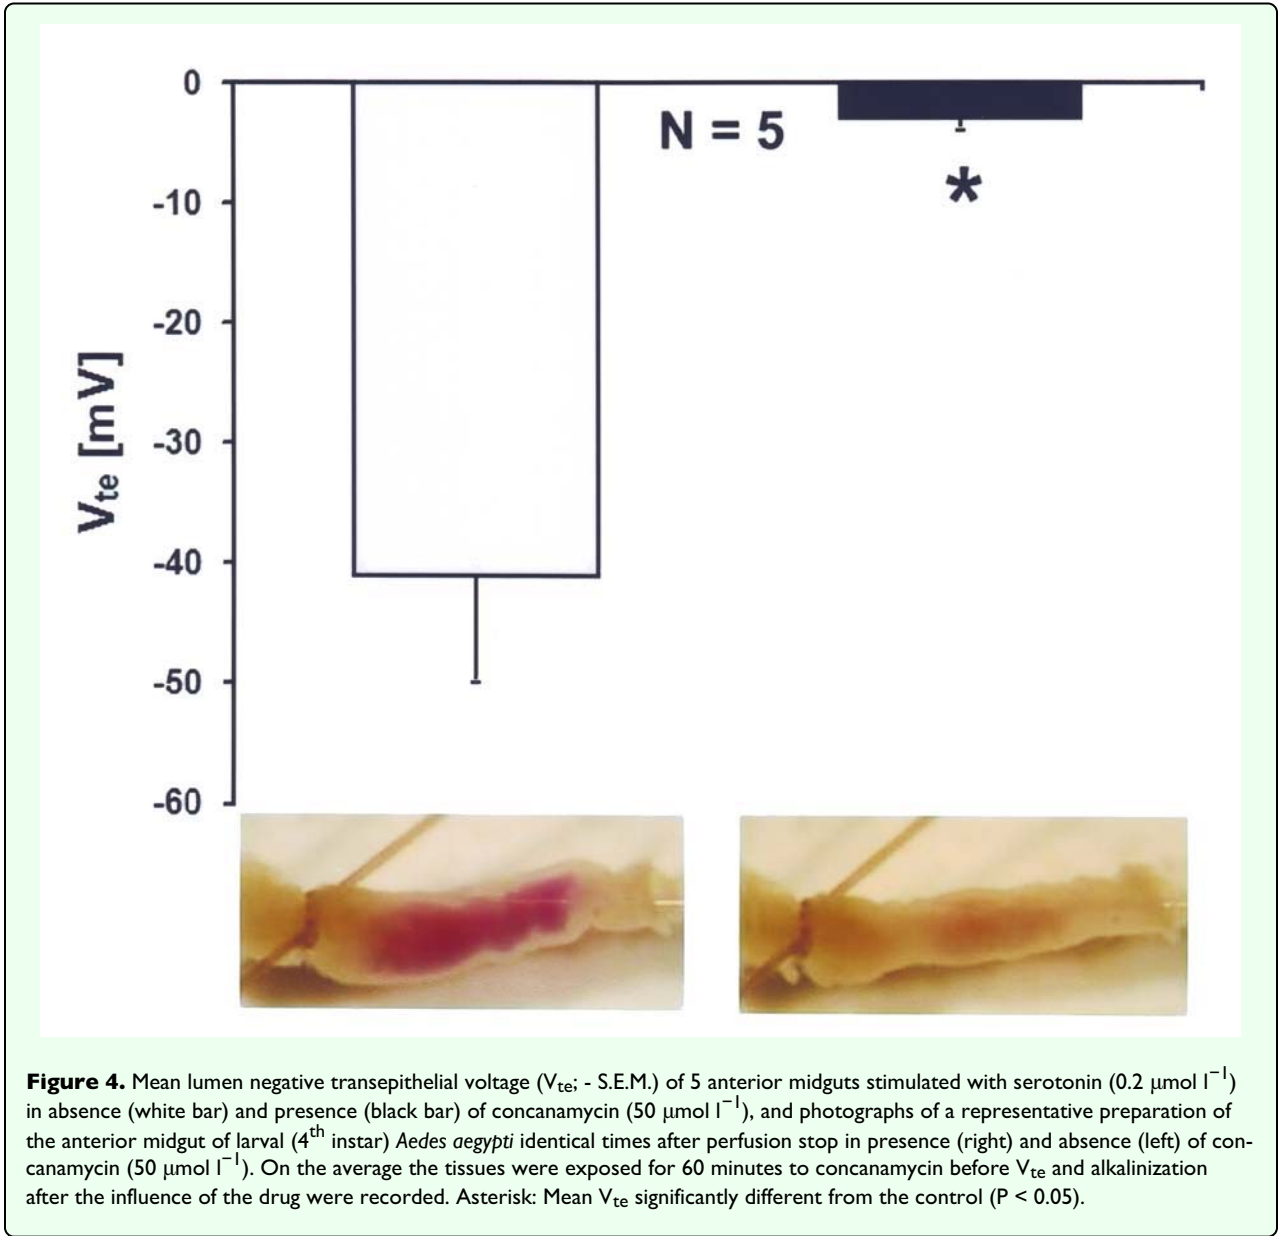 0
N = 5
*
-10
-20
-30
-40
-50
-60
Vte [mV]
Figure 4. Mean lumen negative transepithelial voltage (Vte; - S.E.M.) of 5 anterior midguts stimulated with serotonin (0.2 μmol l−1)
in absence (white bar) and presence (black bar) of concanamycin (50 μmol l−1), and photographs of a representative preparation of
the anterior midgut of larval (4th instar) Aedes aegypti identical times after perfusion stop in presence (right) and absence (left) of con-
canamycin (50 μmol l−1). On the average the tissues were exposed for 60 minutes to concanamycin before Vte and alkalinization
after the influence of the drug were recorded. Asterisk: Mean Vte significantly different from the control (P < 0.05).